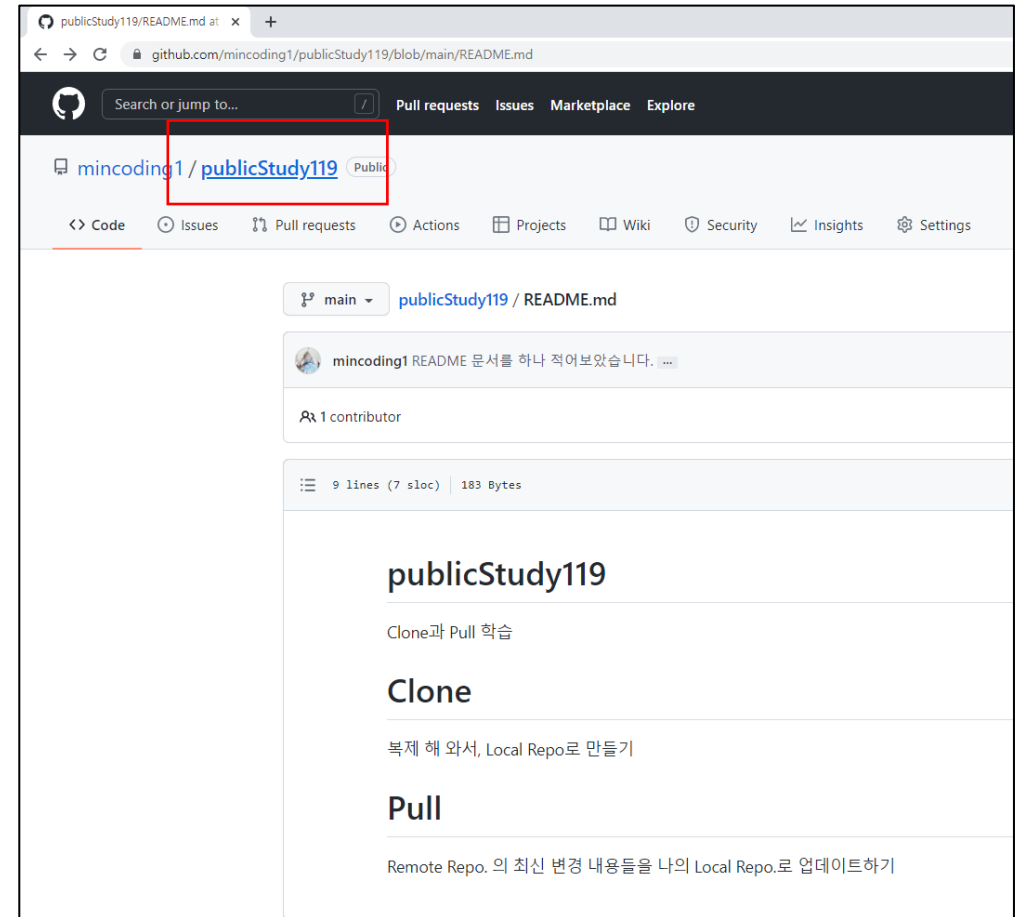 publicStudy119/README.md at
github.com/mincoding1/publicStudy119/blob/main/README.md
Search or jump to... / Pull requests Issues Marketplace Explore
mincoding1 / publicStudy119 Public
<> Code Issues Pull requests Actions Projects Wiki Security Insights Settings
main publicStudy119 / README.md
mincoding1 README 문서를 하나 적어보았습니다. ...
1 contributor
9 lines (7 sloc) 183 Bytes
publicStudy119
Clone과 Pull 학습
Clone
복제 해 와서, Local Repo로 만들기
Pull
Remote Repo. 의 최신 변경 내용들을 나의 Local Repo.로 업데이트하기